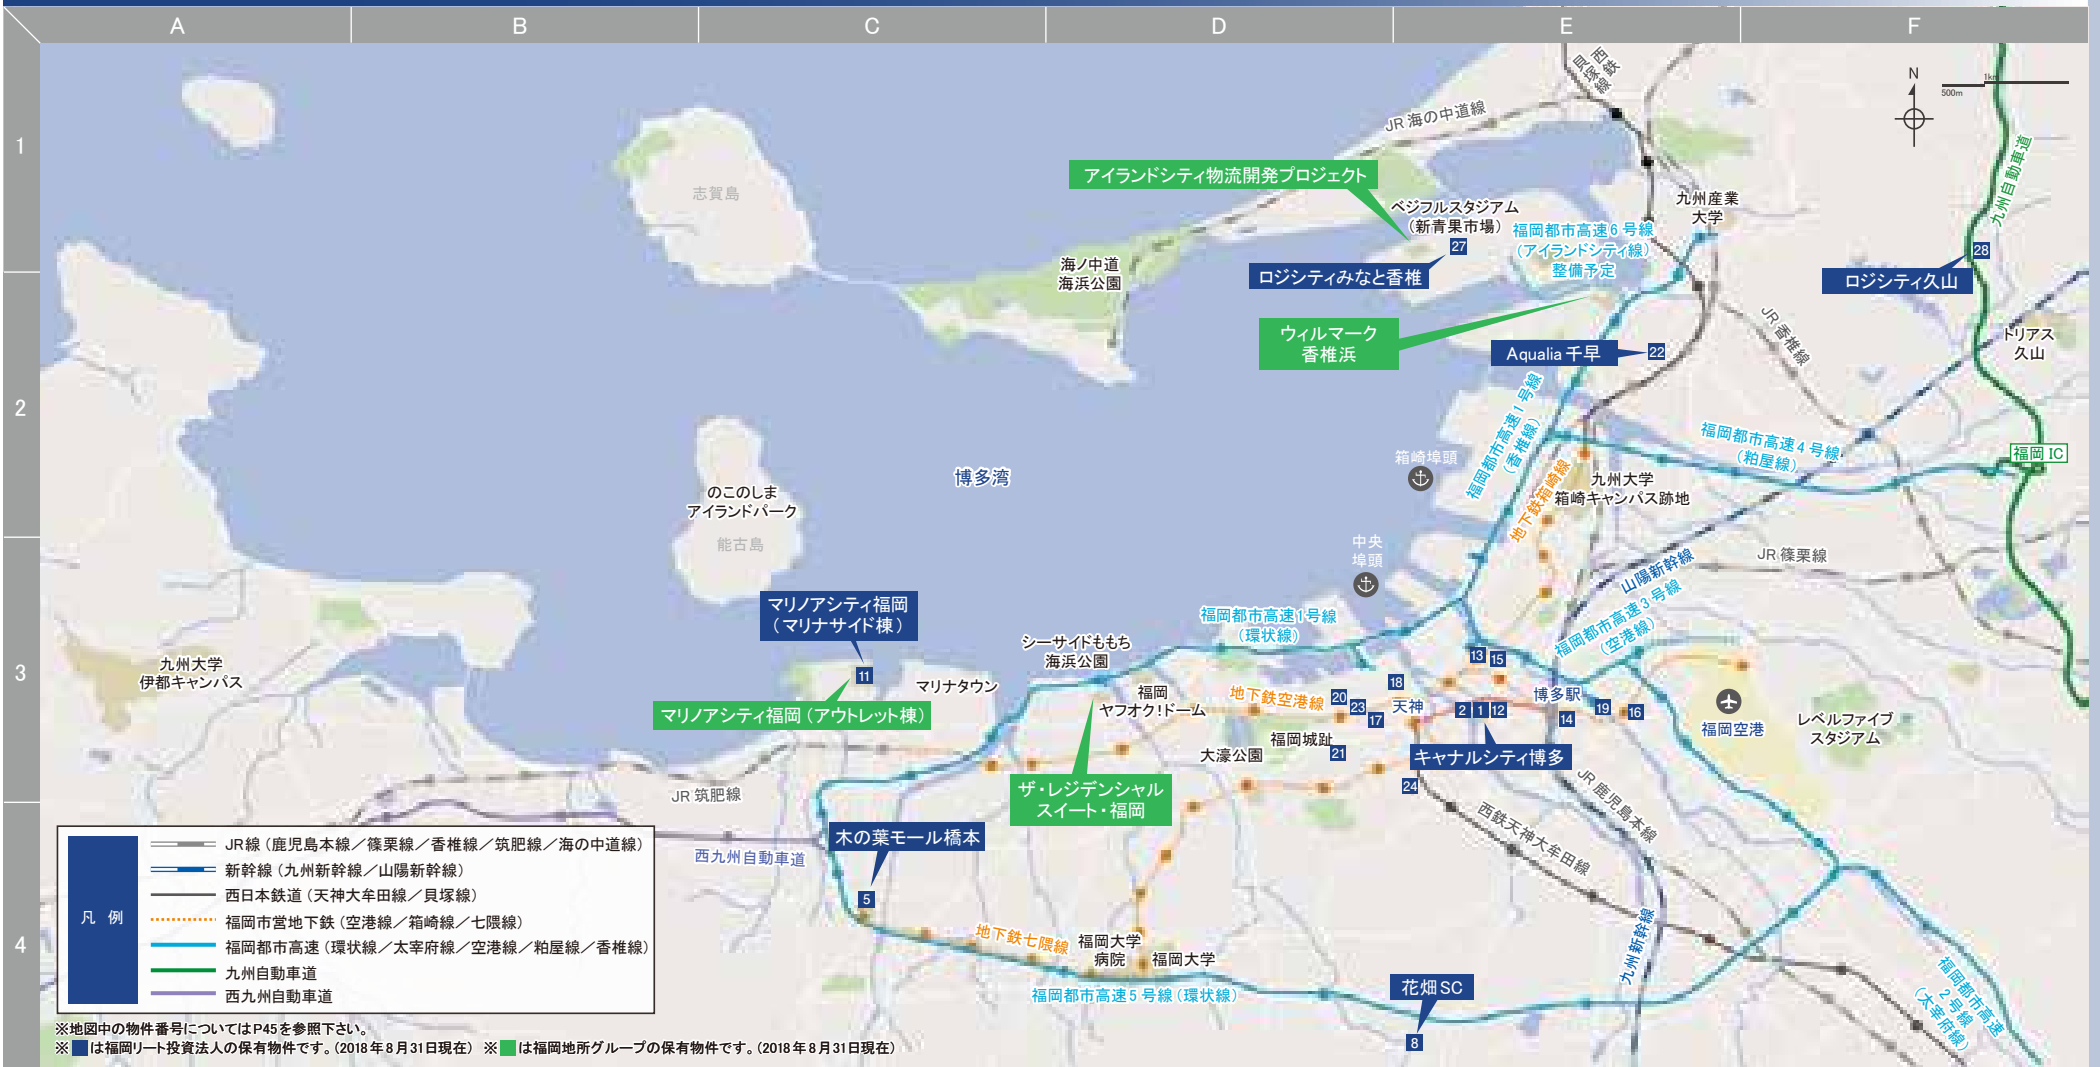 A
B
C
D
E
F
1
2
3
4
N
500m
1km
西鉄
貝塚線
JR 海の中道線
アイランドシティ物流開発プロジェクト
ベジフルスタジアム
（新青果市場）
27
ロジシティみなと香椎
九州産業
大学
福岡都市高速6号線
（アイランドシティ線）
整備予定
九州自動車道
28
ロジシティ久山
志賀島
海ノ中道
海浜公園
ウィルマーク
香椎浜
Aqualia 千早
22
JR 香椎線
トリアス
久山
福岡都市高速1号線
（香椎線）
福岡都市高速4号線
（粕屋線）
福岡 IC
箱崎埠頭
地下鉄箱崎線
九州大学
箱崎キャンパス跡地
博多湾
のこのしま
アイランドパーク
能古島
中央
埠頭
山陽新幹線
JR 篠栗線
マリノアシティ福岡
（マリナサイド棟）
11
マリノアシティ福岡（アウトレット棟）
マリナタウン
シーサイドももち
海浜公園
福岡都市高速1号線
（環状線）
福岡都市高速3号線
（空港線）
九州大学
伊都キャンパス
福岡
ヤフオク!ドーム
地下鉄空港線
20
23
17
18
天神
13
15
2
1
12
博多駅
14
19
16
キャナルシティ博多
福岡空港
レベルファイブ
スタジアム
大濠公園
福岡城址
21
24
ザ・レジデンシャル
スイート・福岡
JR 筑肥線
西九州自動車道
木の葉モール橋本
5
西鉄天神大牟田線
JR 鹿児島本線
九州新幹線
地下鉄七隈線
福岡大学
病院
福岡大学
福岡都市高速5号線（環状線）
花畑SC
8
福岡都市高速
2号線
（太宰府線）
凡 例
JR線（鹿児島本線／篠栗線／香椎線／筑肥線／海の中道線）
新幹線（九州新幹線／山陽新幹線）
西日本鉄道（天神大牟田線／貝塚線）
福岡市営地下鉄（空港線／箱崎線／七隈線）
福岡都市高速（環状線／太宰府線／空港線／粕屋線／香椎線）
九州自動車道
西九州自動車道
※地図中の物件番号についてはP45を参照下さい。
※■は福岡リート投資法人の保有物件です。（2018年8月31日現在） ※■は福岡地所グループの保有物件です。（2018年8月31日現在）